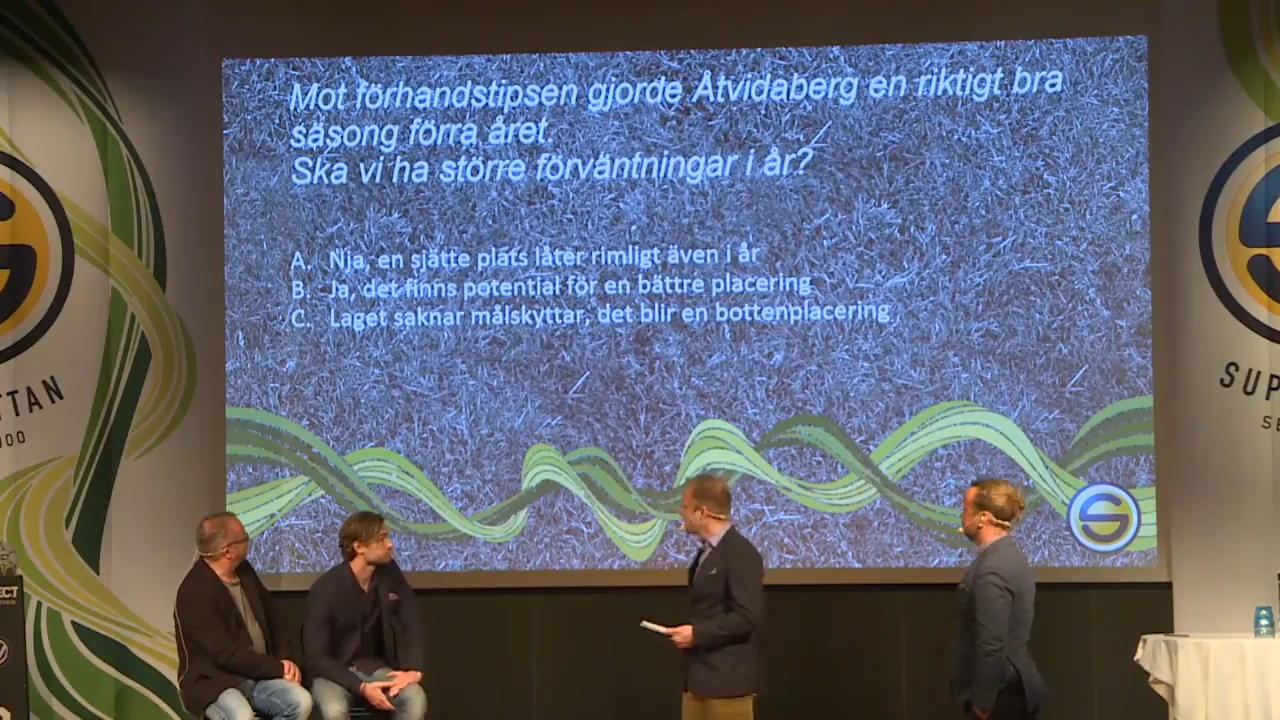 Mot förhandstipsen gjorde Åtvidaberg en riktigt bra
säsong förra året.
Ska vi ha större förväntningar i år?
A. Nja, en sjätte plats låter rimligt även i år
B. Ja, det finns potential för en bättre placering
C. Laget saknar målskyttar, det blir en bottenplacering
TTAN
SUP
SE
ECT